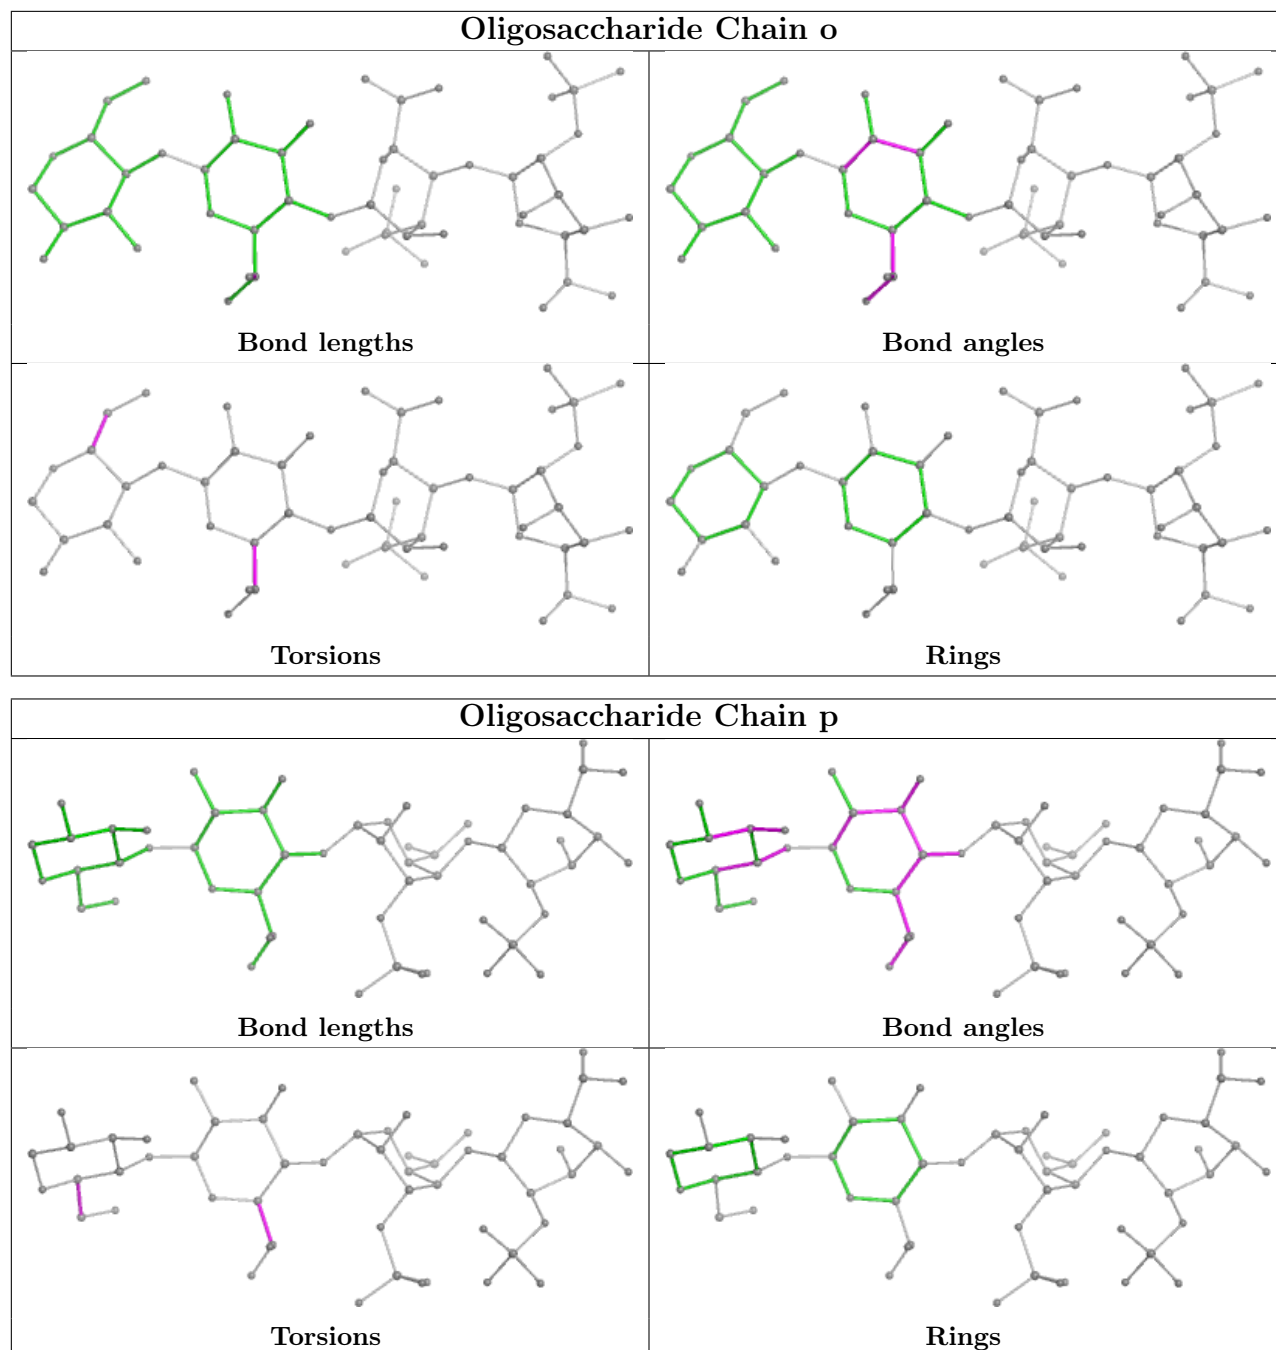 Oligosaccharide Chain o
Bond lengths
Bond angles
Torsions
Rings
Oligosaccharide Chain p
Bond lengths
Bond angles
Torsions
Rings